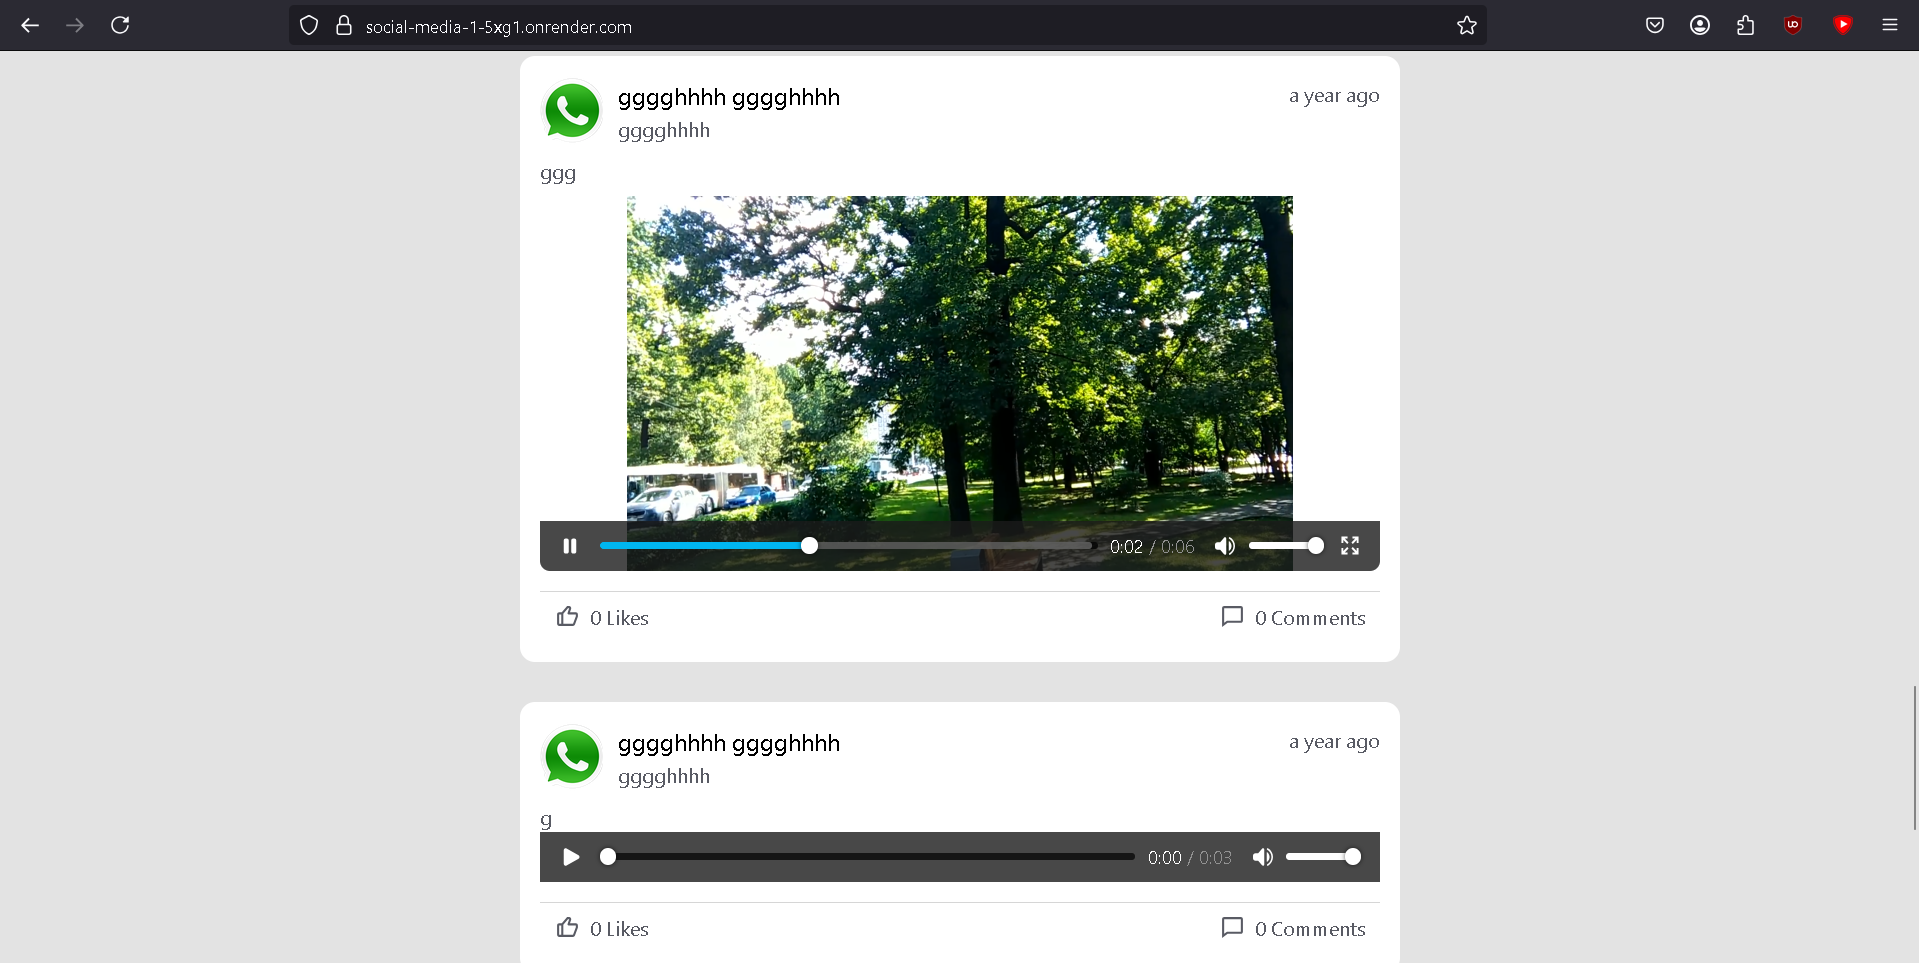 social-media-1-5xg1.onrender.com
gggghhhh gggghhhh
a year ago
gggghhhh
ggg
0:02 / 0:06
0 Likes
0 Comments
gggghhhh gggghhhh
a year ago
gggghhhh
g
0:00 / 0:03
0 Likes
0 Comments